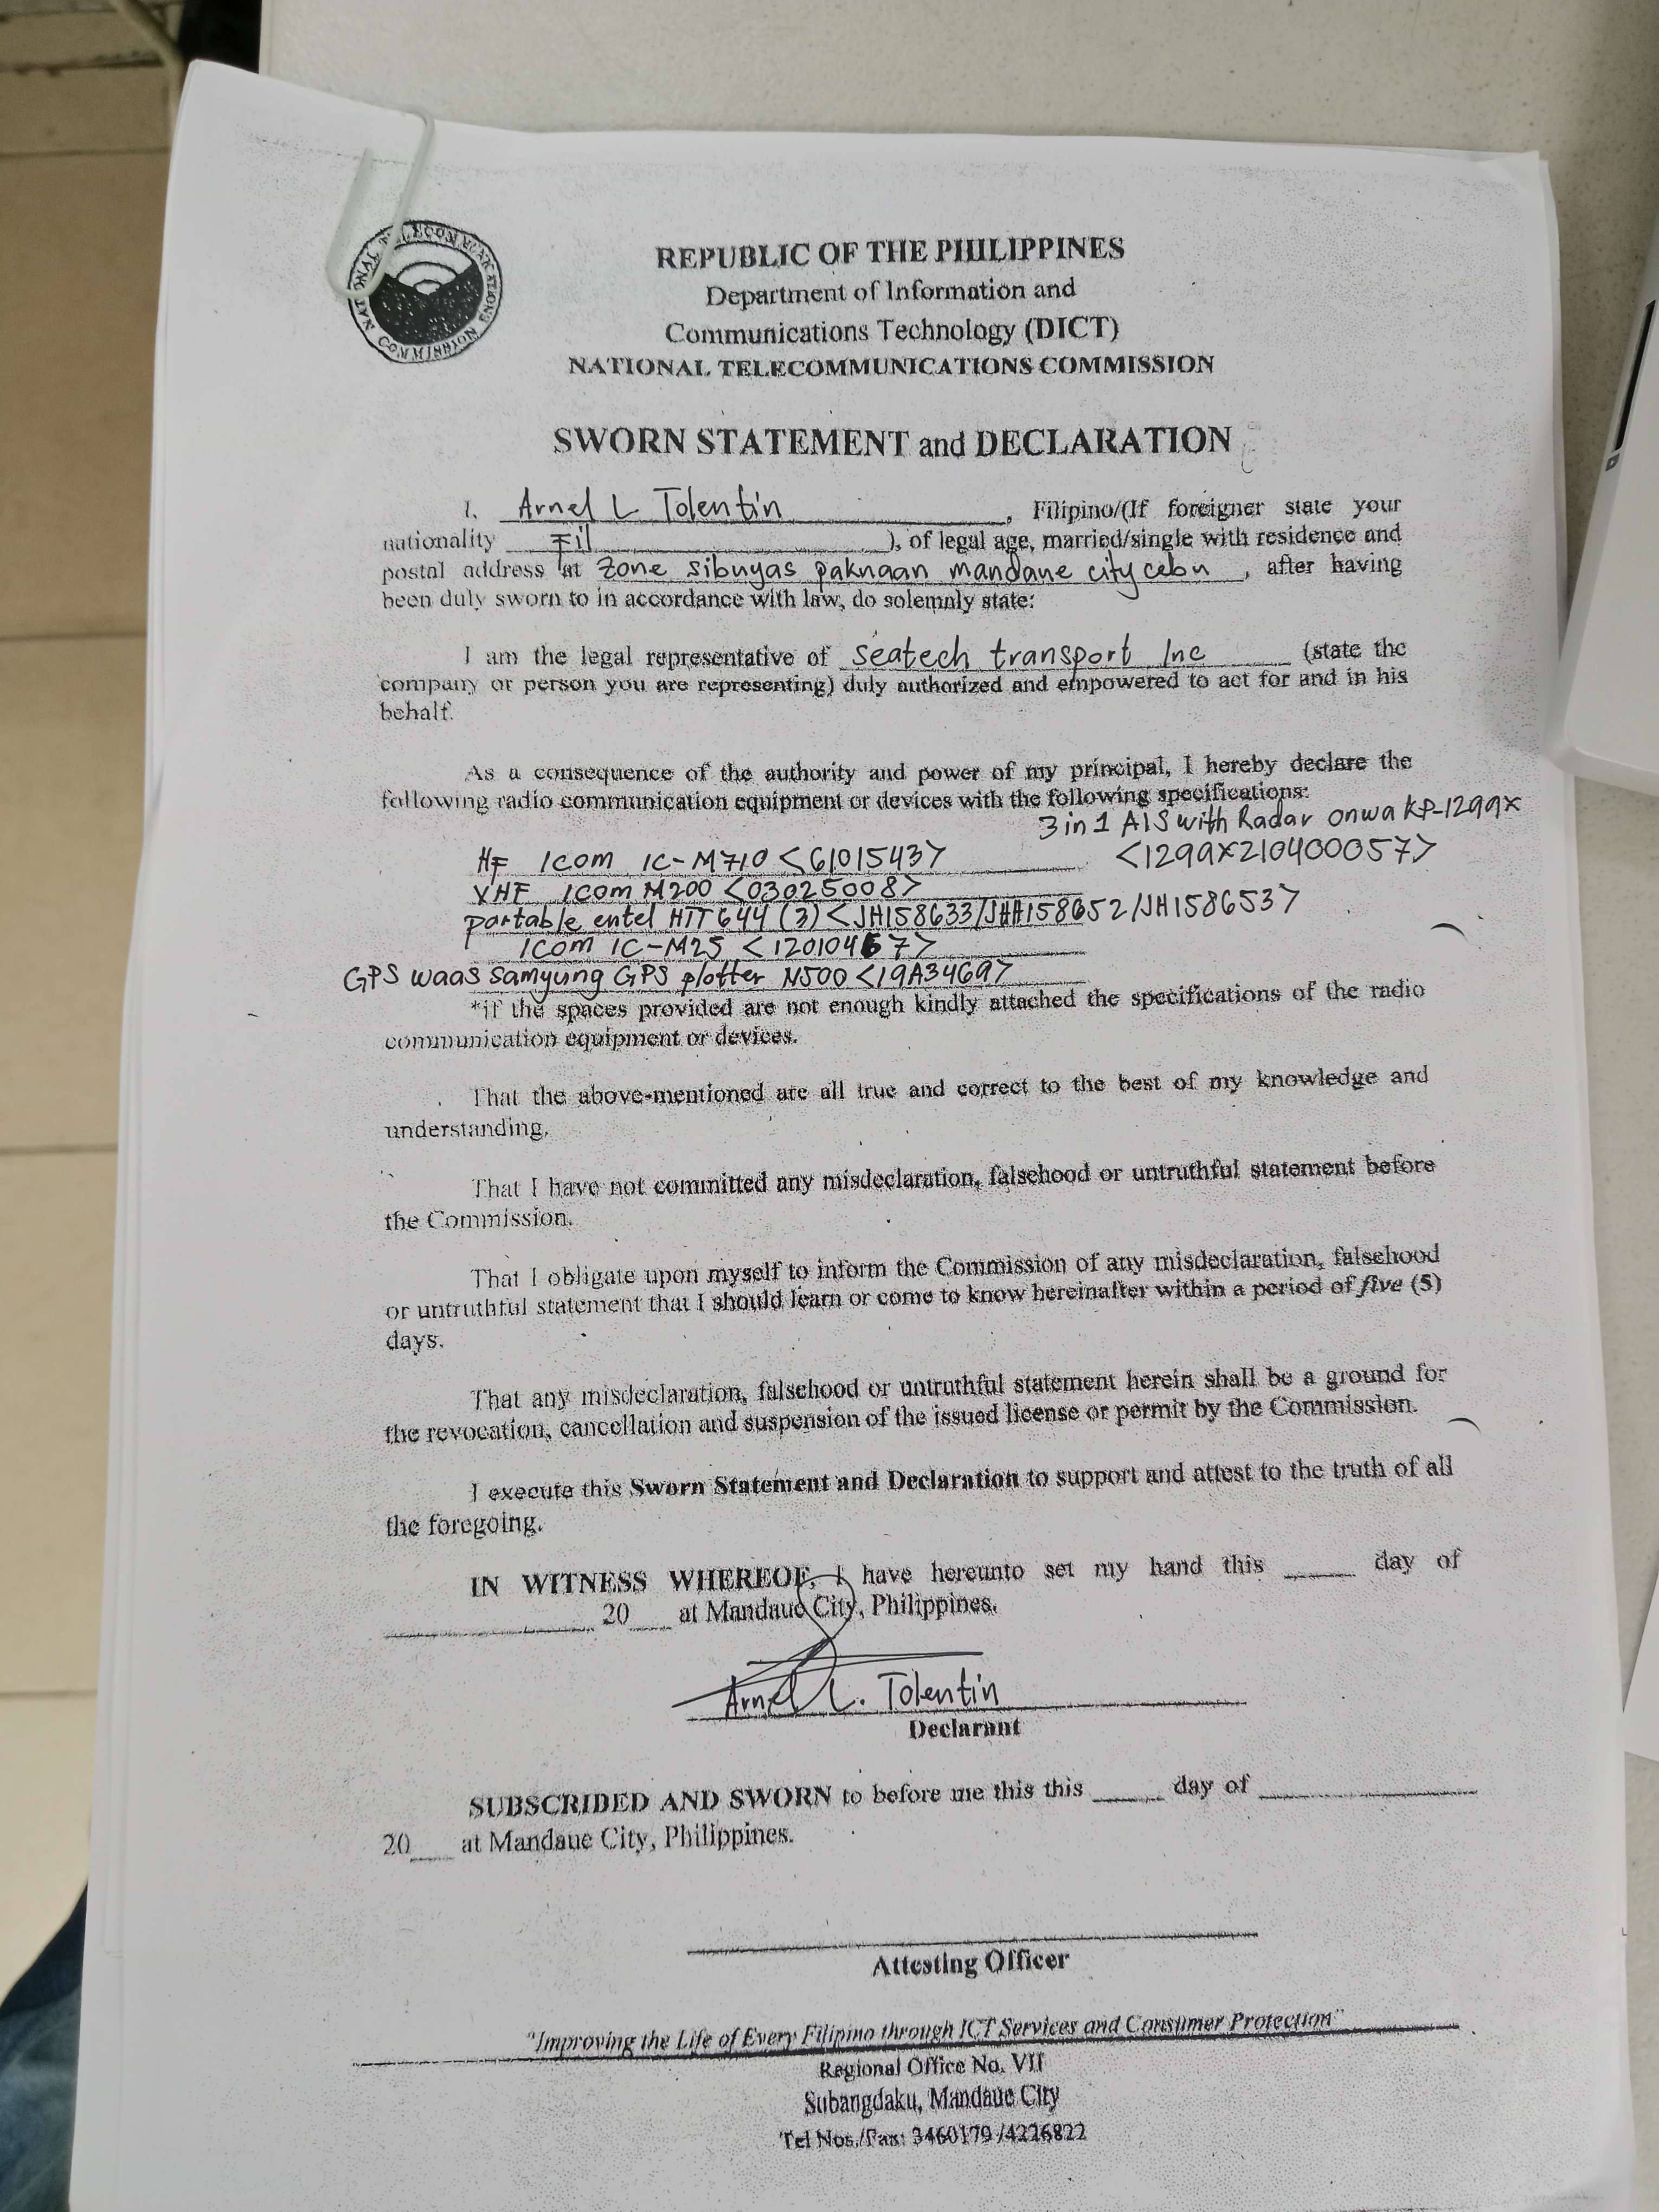 NATIONAL TELECOMMUNICATIONS COMMISSION
REPUBLIC OF THE PHILIPPINES
Department of Information and
Communications Technology (DICT)
NATIONAL TELECOMMUNICATIONS COMMISSION
SWORN STATEMENT and DECLARATION
I, Arnel L Tolentin, Filipino/(If foreigner state your
nationality Fil), of legal age, married/single with residence and
postal address at Zone Sibuyas paknaan mandaue city cebu, after having
been duly sworn to in accordance with law, do solemnly state:
I am the legal representative of Seatech transport Inc (state the
company or person you are representing) duly authorized and empowered to act for and in his
behalf.
As a consequence of the authority and power of my principal, I hereby declare the
following radio communication equipment or devices with the following specifications:
3 in 1 AIS with Radar onwa KP-1299X
<1299X2104000057>
HF Icom IC-M710 <6101543>
VHF Icom M200 <03025008>
portable entel HT644 (3) <JH158633/JHH158652/JH158653>
Icom IC-M25 <12010467>
GPS waas Samyung GPS plotter N500 <19A3469>
*if the spaces provided are not enough kindly attached the specifications of the radio
communication equipment or devices.
That the above-mentioned are all true and correct to the best of my knowledge and
understanding.
That I have not committed any misdeclaration, falsehood or untruthful statement before
the Commission.
That I obligate upon myself to inform the Commission of any misdeclaration, falsehood
or untruthful statement that I should learn or come to know hereinafter within a period of five (5)
days.
That any misdeclaration, falsehood or untruthful statement herein shall be a ground for
the revocation, cancellation and suspension of the issued license or permit by the Commission.
I execute this Sworn Statement and Declaration to support and attest to the truth of all
the foregoing.
IN WITNESS WHEREOF, I have hereunto set my hand this ____ day of
____ 20__ at Mandaue City, Philippines.
Arnel L. Tolentin
Declarant
SUBSCRIBED AND SWORN to before me this this ____ day of ____
20__ at Mandaue City, Philippines.
Attesting Officer
"Improving the Life of Every Filipino through ICT Services and Consumer Protection"
Regional Office No. VII
Subangdaku, Mandaue City
Tel Nos./Fax: 3460179 /4226822